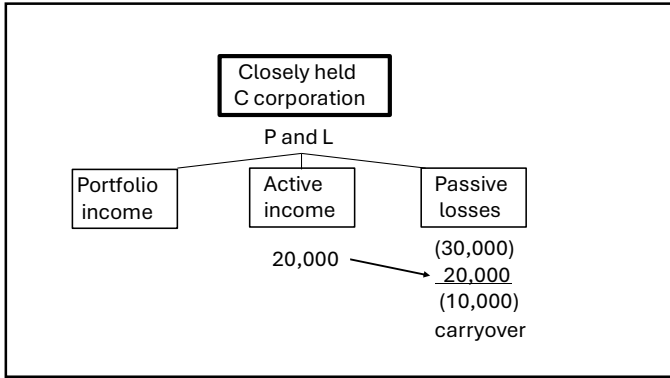 Closely held
C corporation
P and L
Portfolio
income
Active
income
Passive
losses
20,000
(30,000)
20,000
(10,000)
carryover